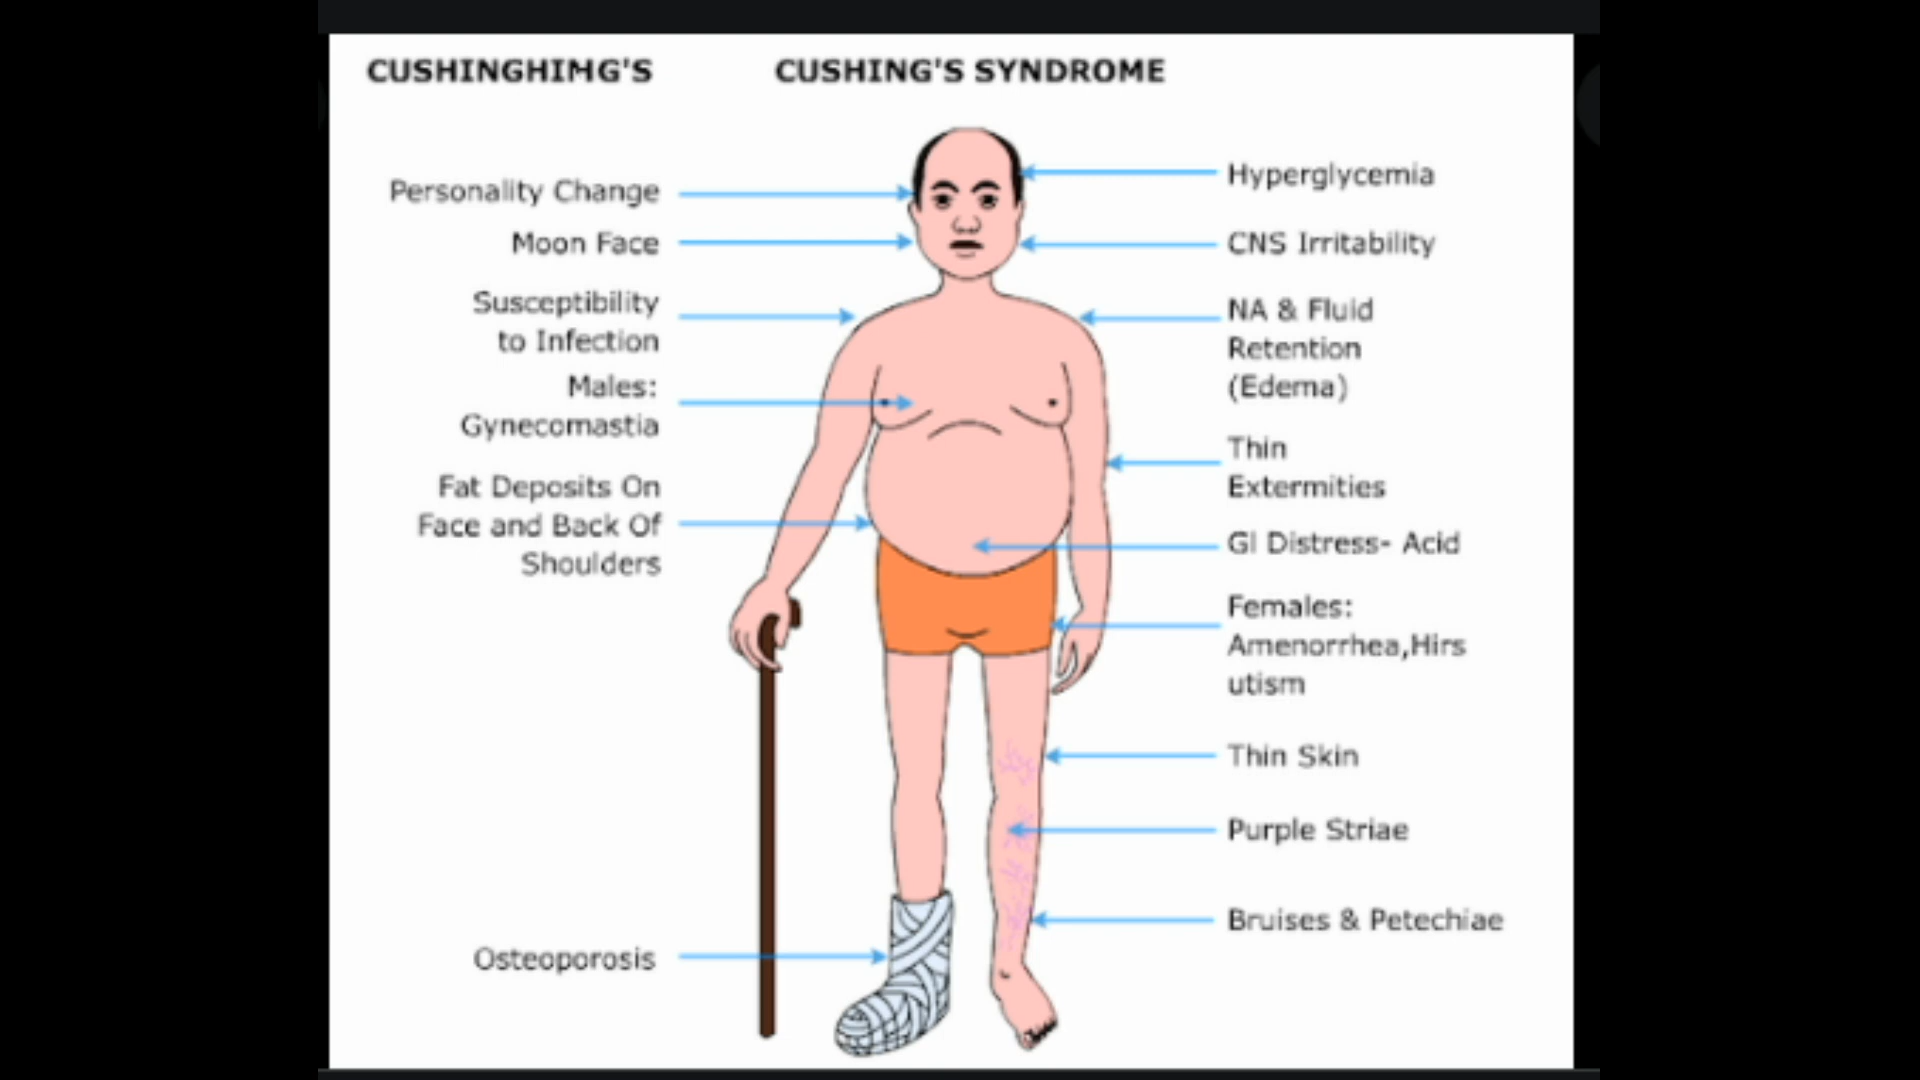 CUSHINGHIMG'S
CUSHING'S SYNDROME
Personality Change
Moon Face
Susceptibility
to Infection
Males:
Gynecomastia
Fat Deposits On
Face and Back Of
Shoulders
Osteoporosis
Hyperglycemia
CNS Irritability
NA & Fluid
Retention
(Edema)
Thin
Extermities
GI Distress- Acid
Females:
Amenorrhea,Hirs
utism
Thin Skin
Purple Striae
Bruises & Petechiae